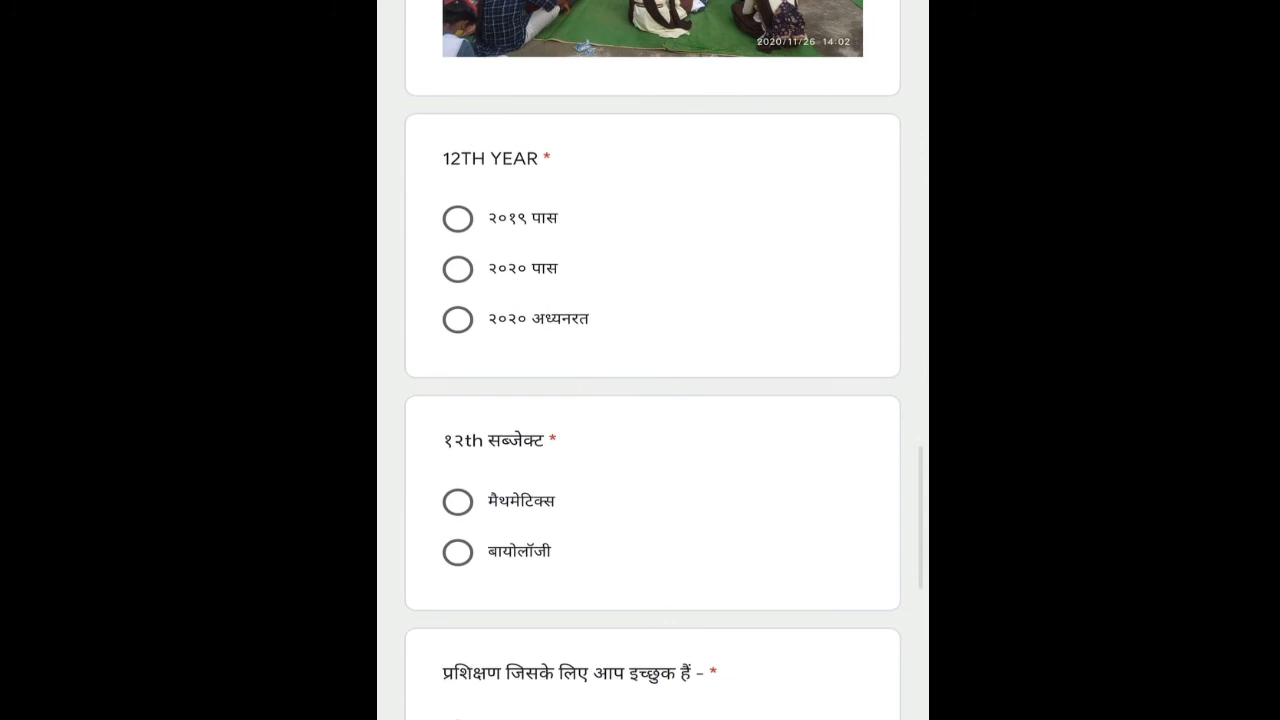 2020/11/26 14:02
12TH YEAR *
२०१९ पास
२०२० पास
२०२० अध्यनरत
१२th सब्जेक्ट *
मैथमेटिक्स
बायोलॉजी
प्रशिक्षण जिसके लिए आप इच्छुक हैं - *